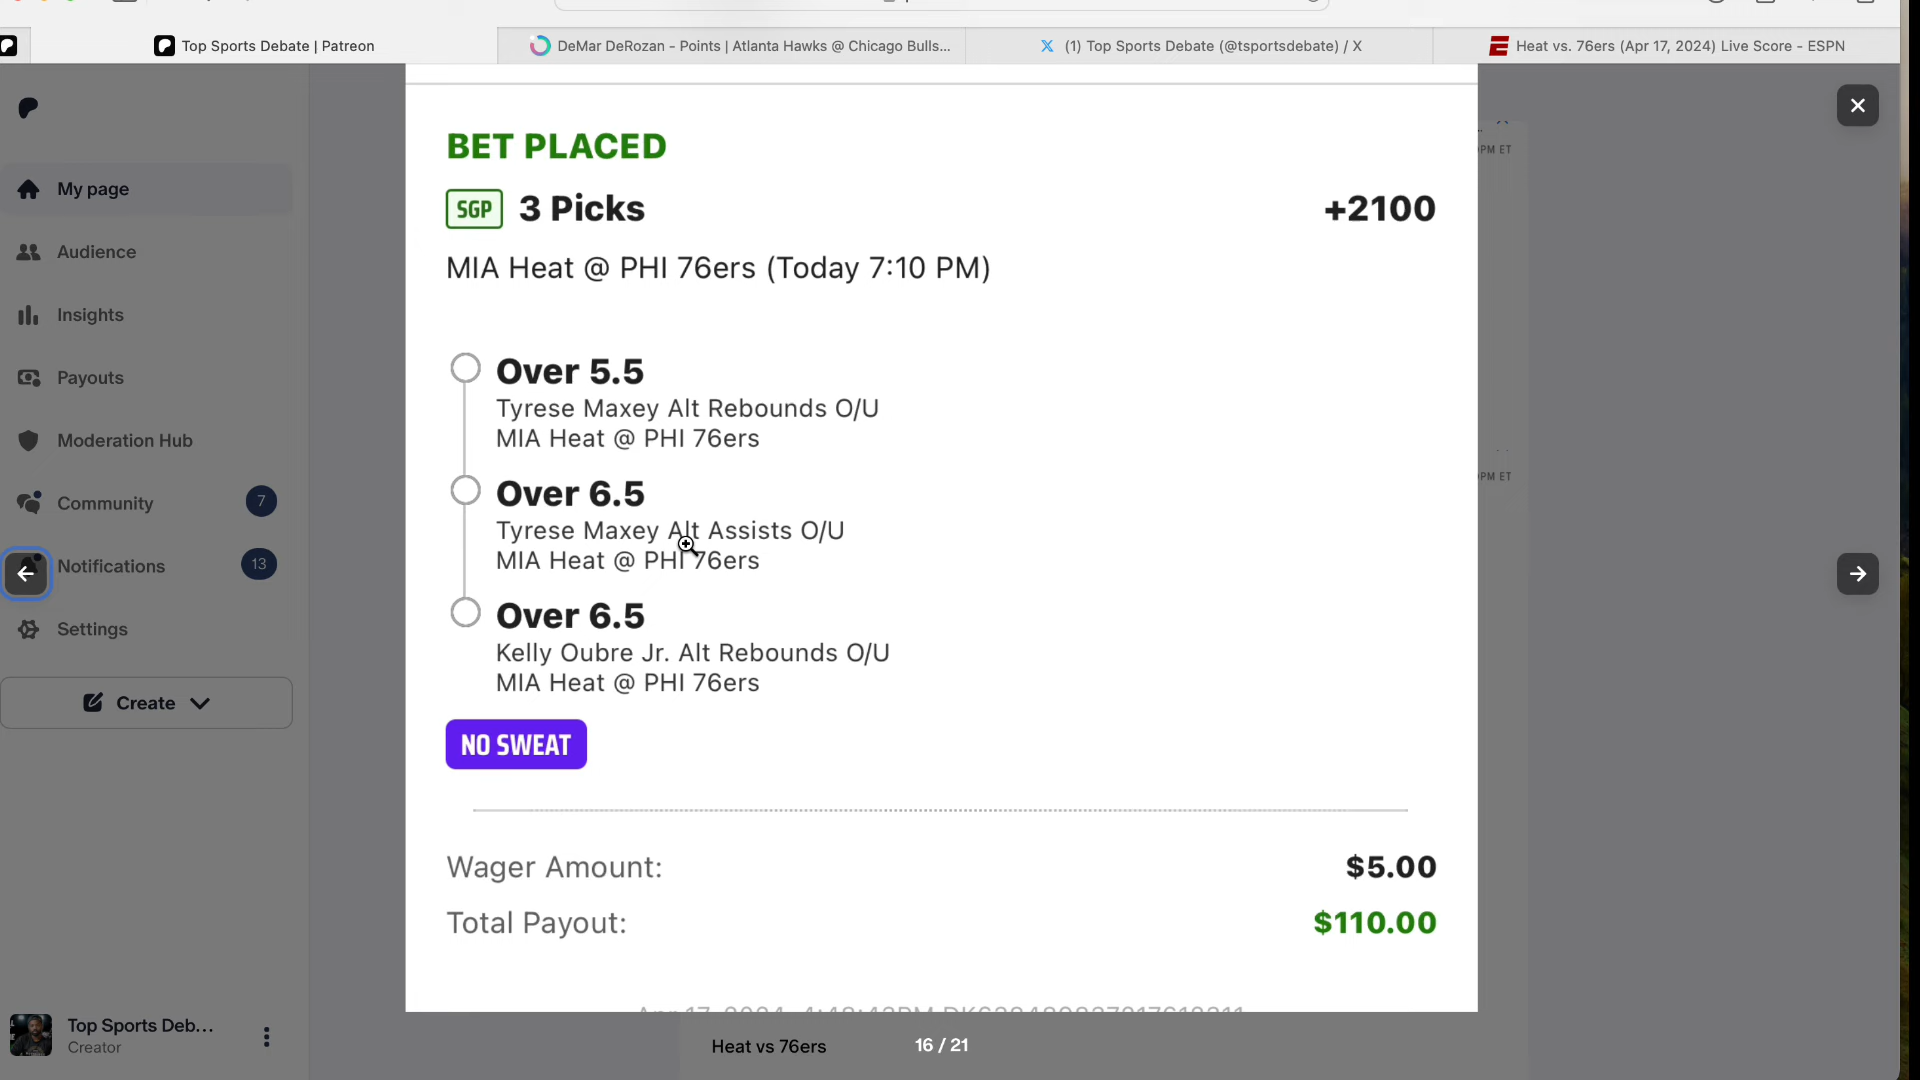 Top Sports Debate | Patreon
DeMar DeRozan - Points | Atlanta Hawks @ Chicago Bulls...
(1) Top Sports Debate (@tsportsdebate) / X
Heat vs. 76ers (Apr 17, 2024) Live Score - ESPN
My page
Audience
Insights
Payouts
Moderation Hub
Community 7
Notifications 13
Settings
Create
Top Sports Deb...
Creator
BET PLACED
SGP 3 Picks +2100
MIA Heat @ PHI 76ers (Today 7:10 PM)
Over 5.5
Tyrese Maxey Alt Rebounds O/U
MIA Heat @ PHI 76ers
Over 6.5
Tyrese Maxey Alt Assists O/U
MIA Heat @ PHI 76ers
Over 6.5
Kelly Oubre Jr. Alt Rebounds O/U
MIA Heat @ PHI 76ers
NO SWEAT
Wager Amount: $5.00
Total Payout: $110.00
PM ET
PM ET
Heat vs 76ers
16 / 21